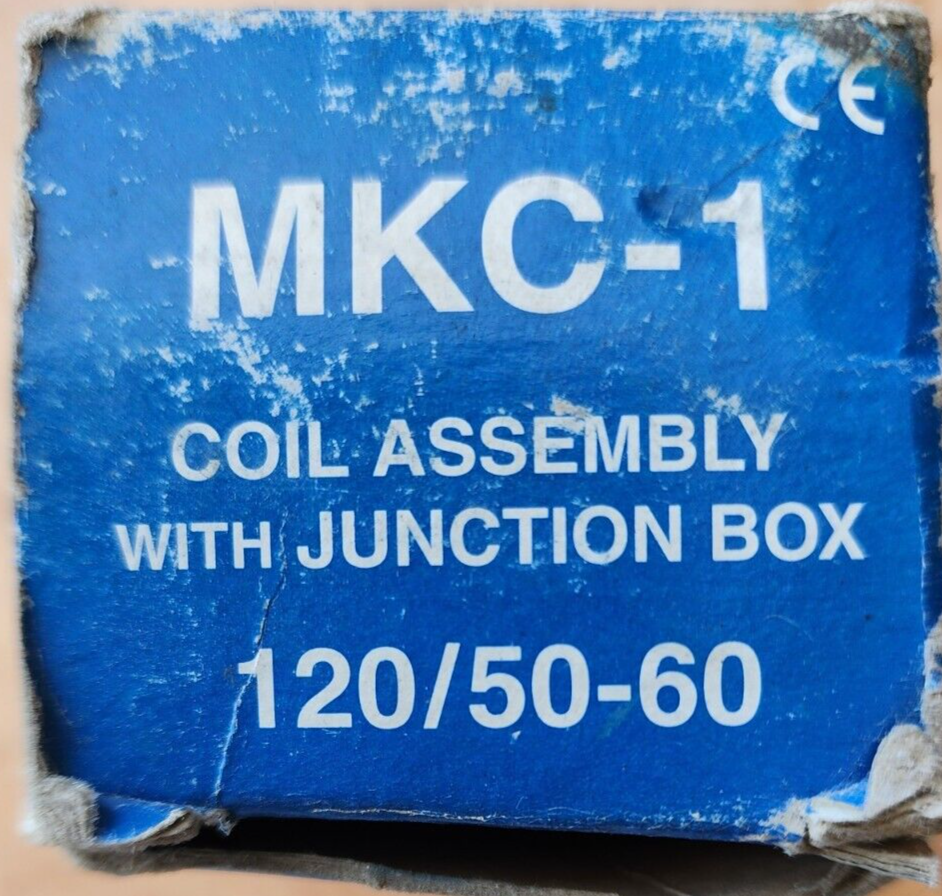 CE
MKC-1
COIL ASSEMBLY
WITH JUNCTION BOX
120/50-60